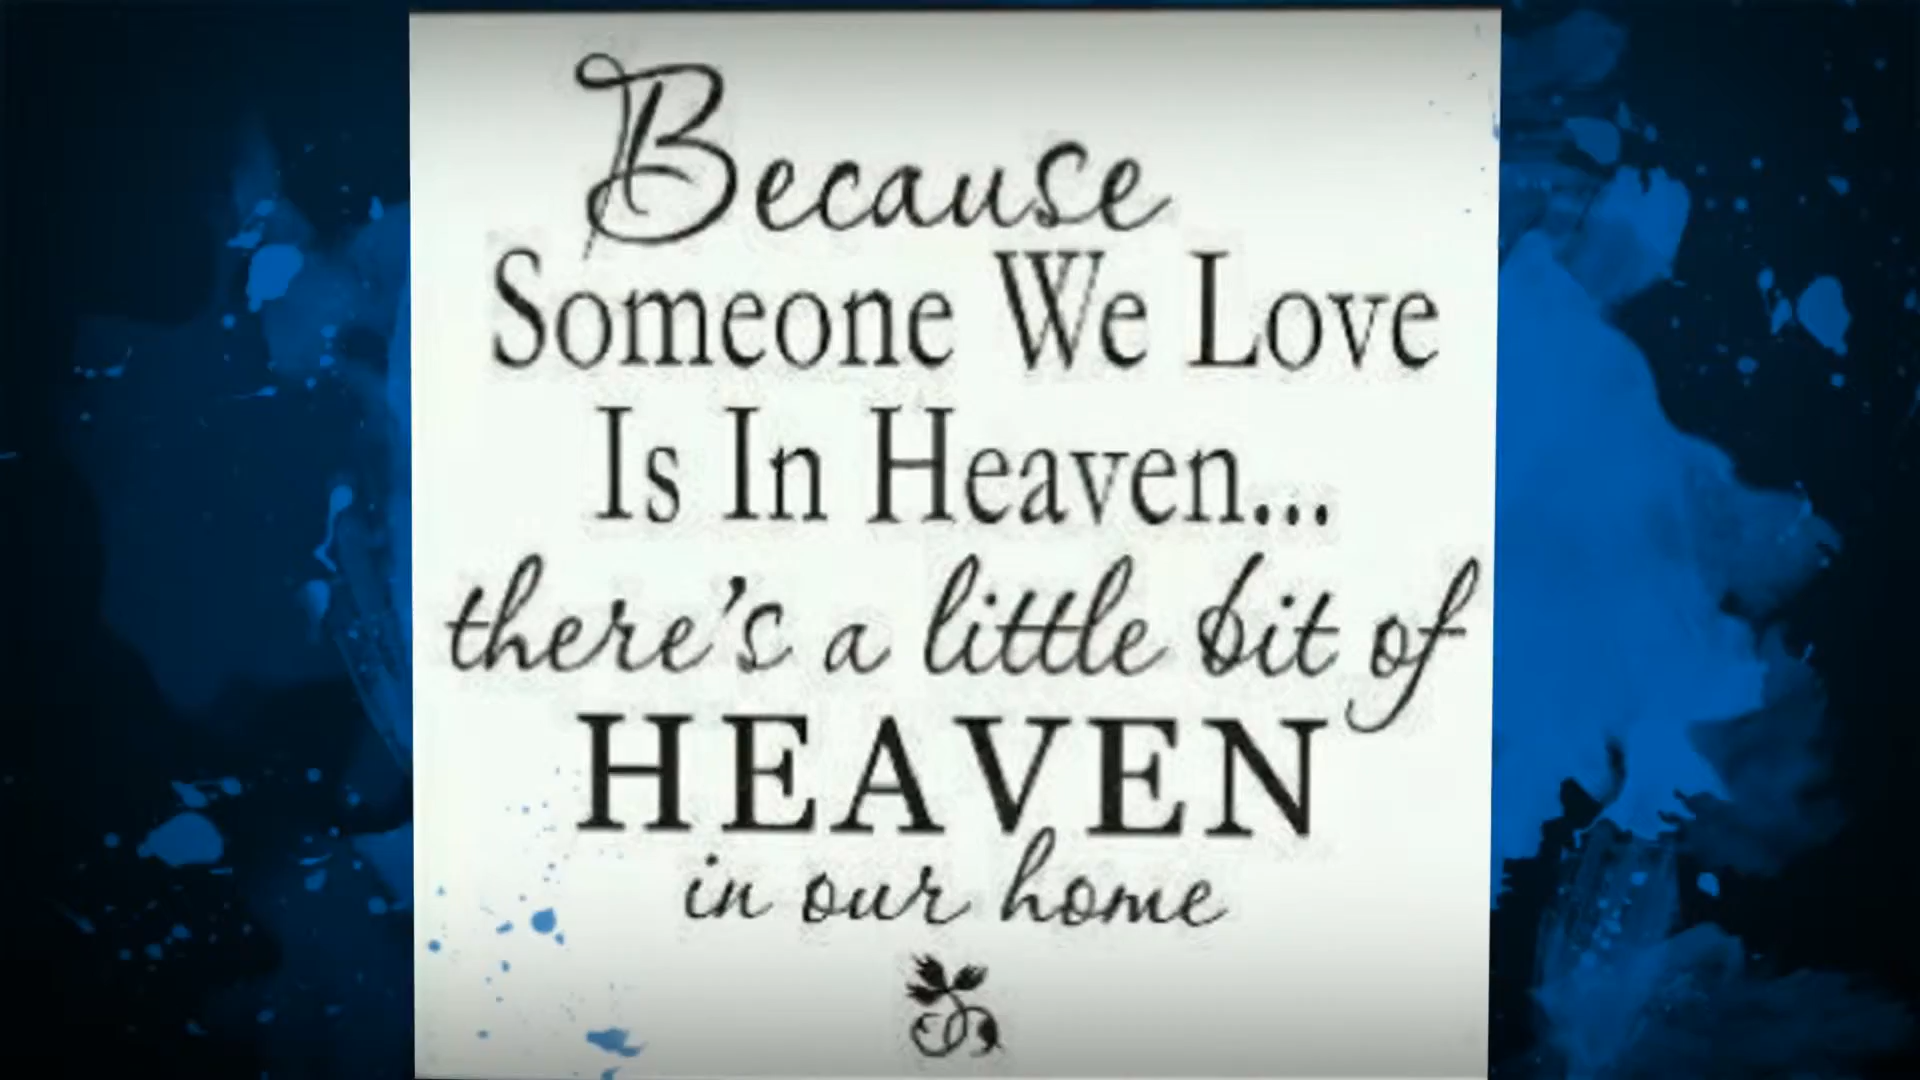 Because
Someone We Love
Is In Heaven...
there's a little bit of
HEAVEN
in our home